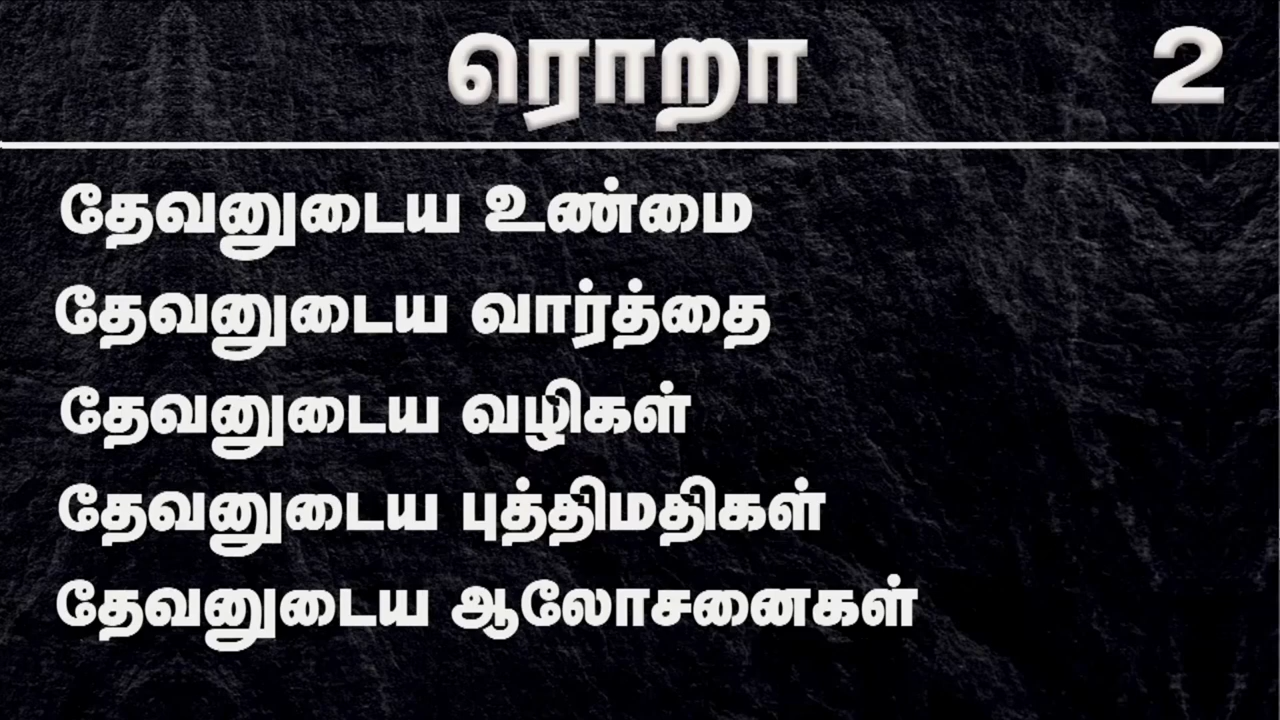 ரொறா 2
தேவனுடைய உண்மை
தேவனுடைய வார்த்தை
தேவனுடைய வழிகள்
தேவனுடைய புத்திமதிகள்
தேவனுடைய ஆலோசனைகள்